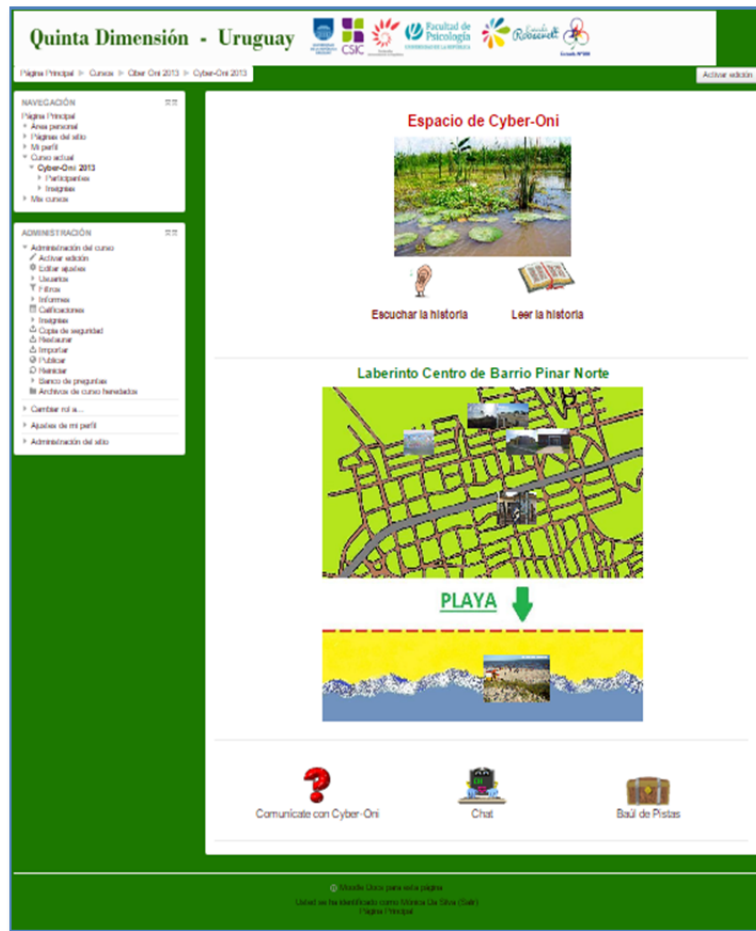 Quinta Dimensión - Uruguay
CSIC
Facultad de
Psicología
UNIVERSIDAD DE LA REPÚBLICA
Escuela
Roosevelt
Página Principal ► Cursos ► Ciber Oni 2013 ► Cyber-Oni 2013
Activar edición
NAVEGACIÓN
Página Principal
Área personal
Páginas del sitio
Mi perfil
Curso actual
Cyber-Oni 2013
Participantes
Insignias
Mis cursos
ADMINISTRACIÓN
Administración del curso
Activar edición
Editar ajustes
Usuarios
Filtros
Informes
Calificaciones
Insignias
Copia de seguridad
Restaurar
Importar
Publicar
Reiniciar
Banco de preguntas
Archivos de curso heredados
Cambiar rol a...
Ajustes de mi perfil
Administración del sitio
Espacio de Cyber-Oni
Escuchar la historia
Leer la historia
Laberinto Centro de Barrio Pinar Norte
PLAYA
Comunícate con Cyber-Oni
Chat
Baúl de Pistas
Moodle Docs para esta página
Usted se ha identificado como Mónica Da Silva (Salir)
Página Principal